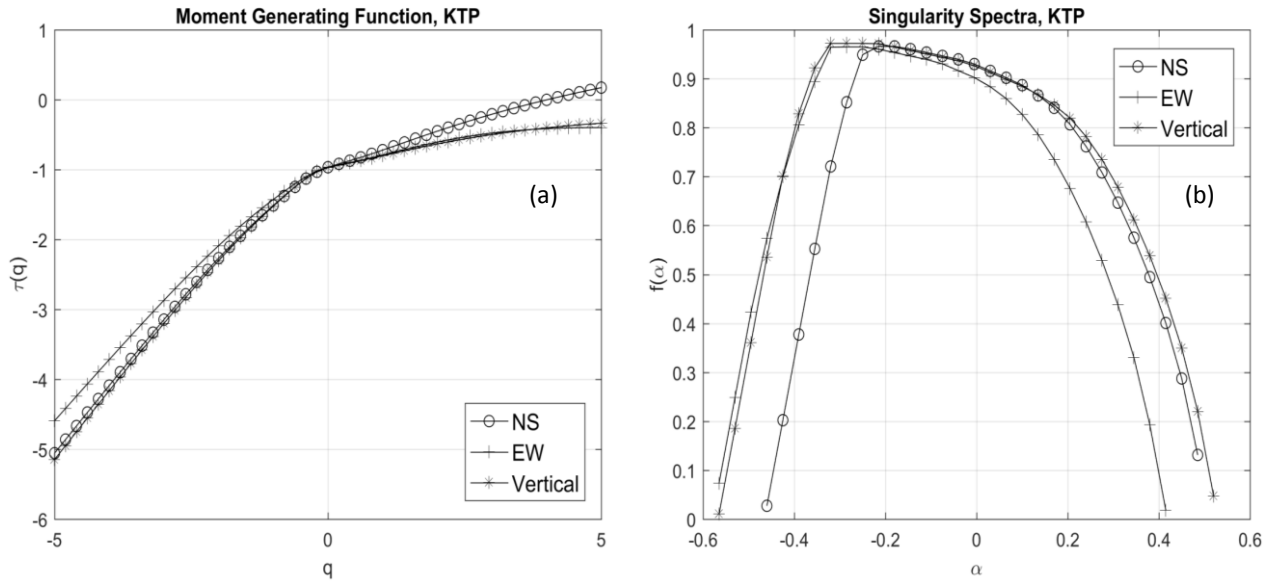 Moment Generating Function, KTP
1
0
-1
-2
-3
-4
-5
-6
τ(q)
-5
0
5
q
(a)
NS
EW
Vertical
Singularity Spectra, KTP
1
0.9
0.8
0.7
0.6
0.5
0.4
0.3
0.2
0.1
0
f(α)
-0.6
-0.4
-0.2
0
0.2
0.4
0.6
α
NS
EW
Vertical
(b)